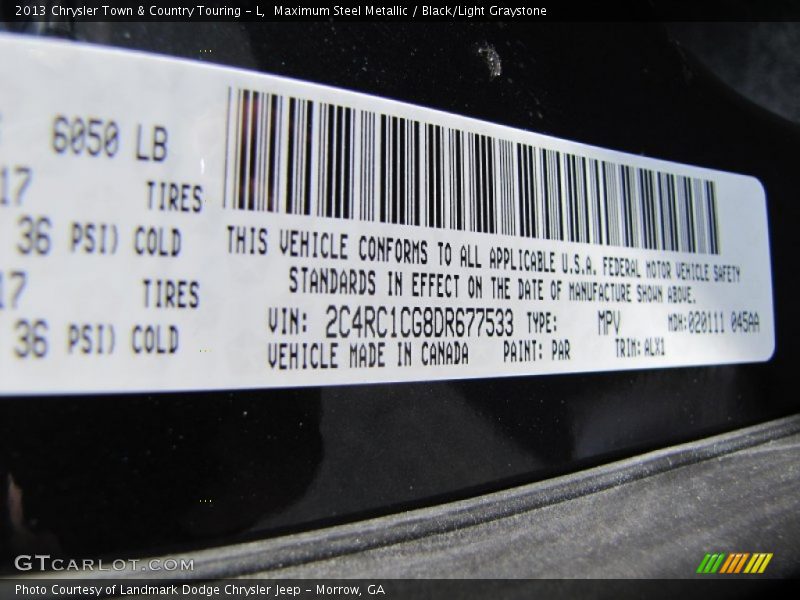 2013 Chrysler Town & Country Touring - L,  Maximum Steel Metallic / Black/Light Graystone
6050 LB
17
TIRES
36 PSI) COLD
17
TIRES
36 PSI) COLD
THIS VEHICLE CONFORMS TO ALL APPLICABLE U.S.A. FEDERAL MOTOR VEHICLE SAFETY
STANDARDS IN EFFECT ON THE DATE OF MANUFACTURE SHOWN ABOVE.
VIN: 2C4RC1CG8DR677533 TYPE: MPV MDH:020111 045AA
VEHICLE MADE IN CANADA PAINT: PAR TRIM: ALX1
GTCARLOT.COM
Photo Courtesy of Landmark Dodge Chrysler Jeep - Morrow, GA